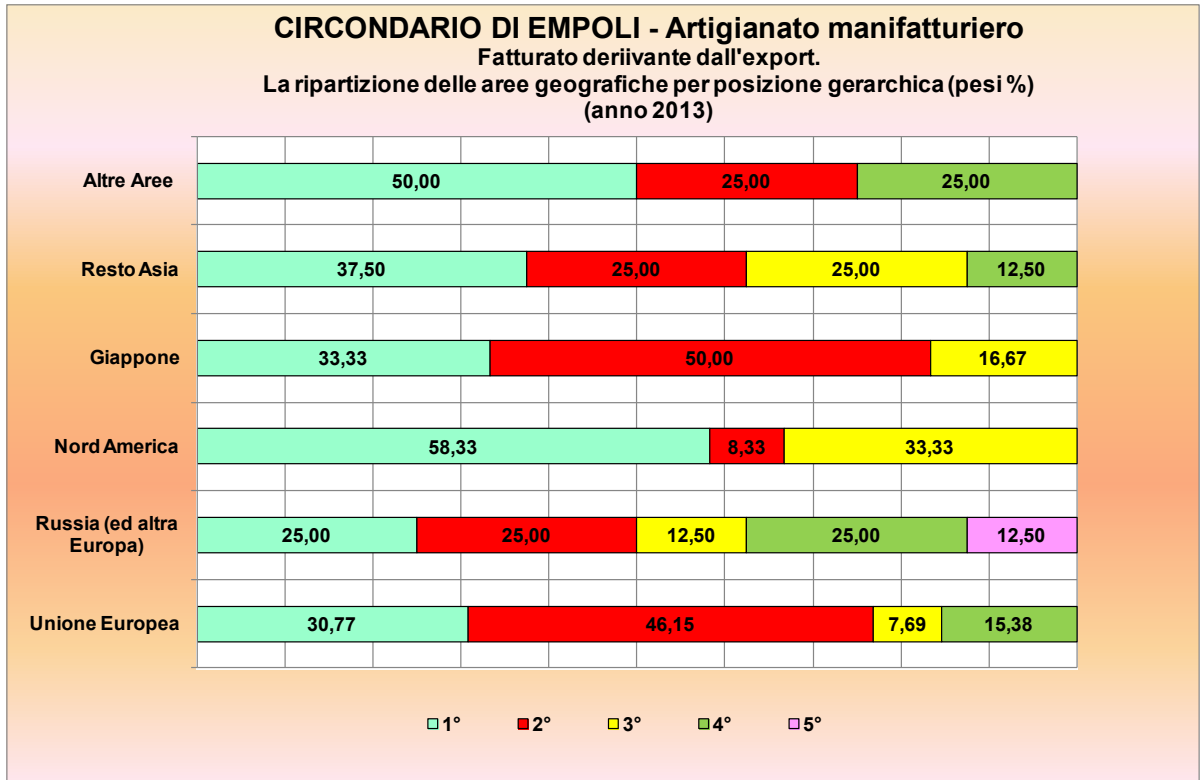 CIRCONDARIO DI EMPOLI - Artigianato manifatturiero
Fatturato deriivante dall'export.
La ripartizione delle aree geografiche per posizione gerarchica (pesi %)
(anno 2013)
Altre Aree
50,00 25,00 25,00
Resto Asia
37,50 25,00 25,00 12,50
Giappone
33,33 50,00 16,67
Nord America
58,33 8,33 33,33
Russia (ed altra
Europa)
25,00 25,00 12,50 25,00 12,50
Unione Europea
30,77 46,15 7,69 15,38
1° 2° 3° 4° 5°